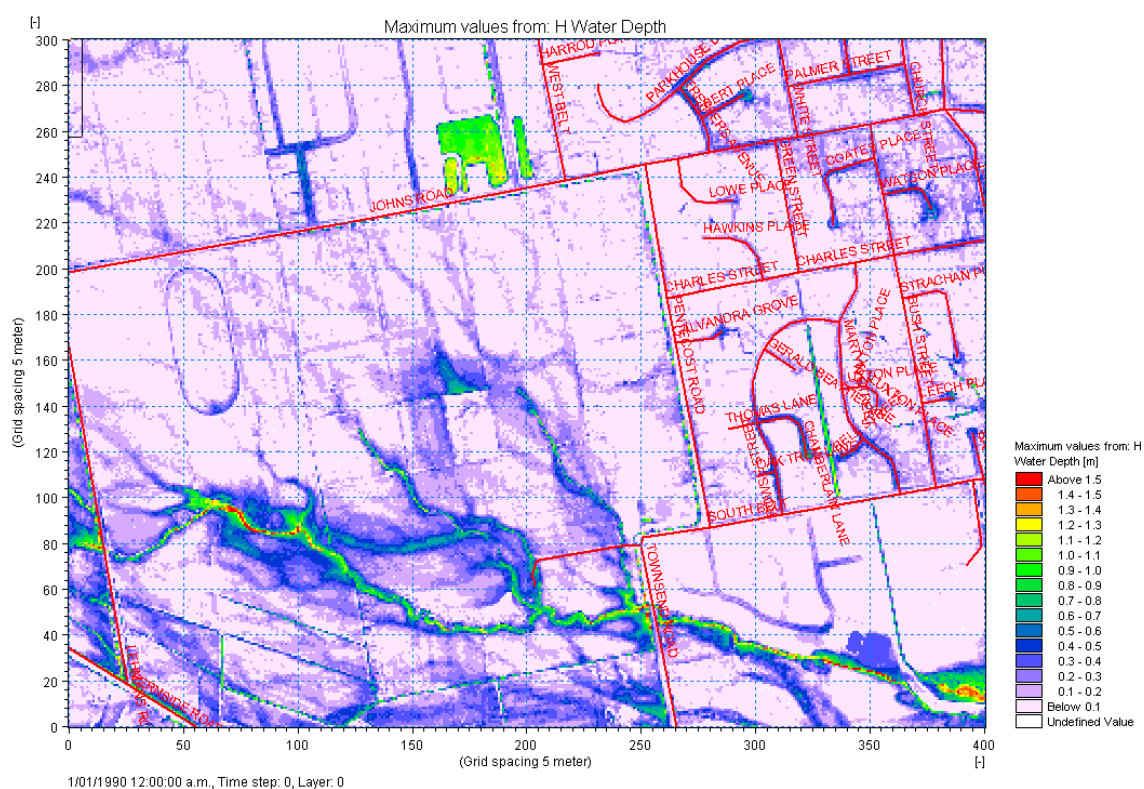 [-]
Maximum values from: H Water Depth
300
280
260
240
220
200
180
160
140
120
100
80
60
40
20
0
(Grid spacing 5 meter)
0
50
100
150
200
250
300
350
400
(Grid spacing 5 meter)
[-]
WEST BELT
PALMER STREET
WHITE STREET
JOHNS ROAD
LOWE PLACE
GREEN STREET
WATSON PLACE
HAWKINS PLACE
CHARLES STREET
CHARLES STREET
PENTECOST ROAD
BUSH STREET
THOMAS LANE
CHAMBERLAIN LANE
TOWNSEND ROAD
Maximum values from: H
Water Depth [m]
Above 1.5
1.4 - 1.5
1.3 - 1.4
1.2 - 1.3
1.1 - 1.2
1.0 - 1.1
0.9 - 1.0
0.8 - 0.9
0.7 - 0.8
0.6 - 0.7
0.5 - 0.6
0.4 - 0.5
0.3 - 0.4
0.2 - 0.3
0.1 - 0.2
Below 0.1
Undefined Value
1/01/1990 12:00:00 a.m., Time step: 0, Layer: 0